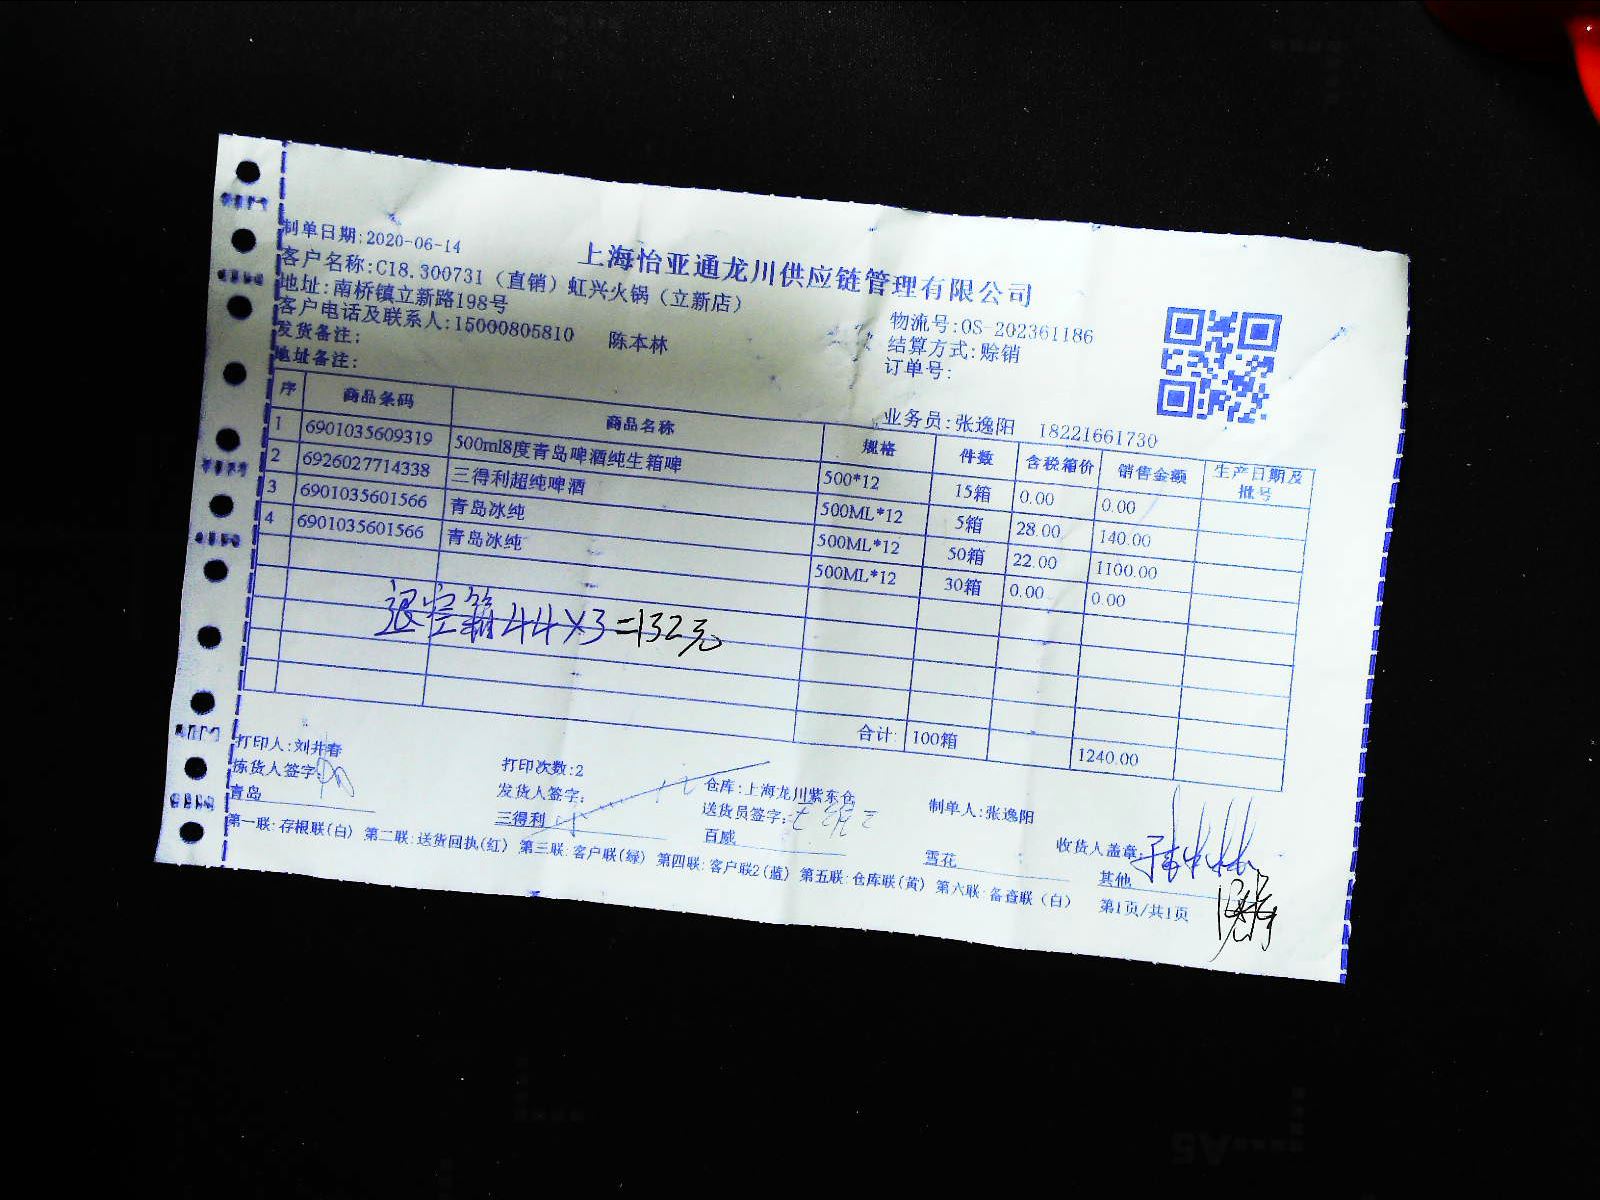 制单日期:2020-06-14
上海怡亚通龙川供应链管理有限公司
客户名称:C18.300731（直销）虹兴火锅（立新店）
地址:南桥镇立新路198号
客户电话及联系人:15000805810 陈本林
发货备注:
地址备注:
物流号:OS-202361186
结算方式:赊销
订单号:
业务员:张逸阳 18221661730
序 商品条码 商品名称 规格 件数 含税箱价 销售金额 生产日期及批号
1 6901035609319 500ml8度青岛啤酒纯生箱啤 500*12 15箱 0.00 0.00
2 6926027714338 三得利超纯啤酒 500ML*12 5箱 28.00 140.00
3 6901035601566 青岛冰纯 500ML*12 50箱 22.00 1100.00
4 6901035601566 青岛冰纯 500ML*12 30箱 0.00 0.00
退空箱44×3=132元
合计: 100箱 1240.00
打印人:刘井春 打印次数:2 仓库:上海龙川紫东仓 制单人:张逸阳
拣货人签字: 发货人签字: 送货员签字: 收货人盖章:
青岛 三得利 百威 雪花 其他
第一联:存根联(白) 第二联:送货回执(红) 第三联:客户联(绿) 第四联:客户联2(蓝) 第五联:仓库联(黄) 第六联:备查联（白） 第1页/共1页